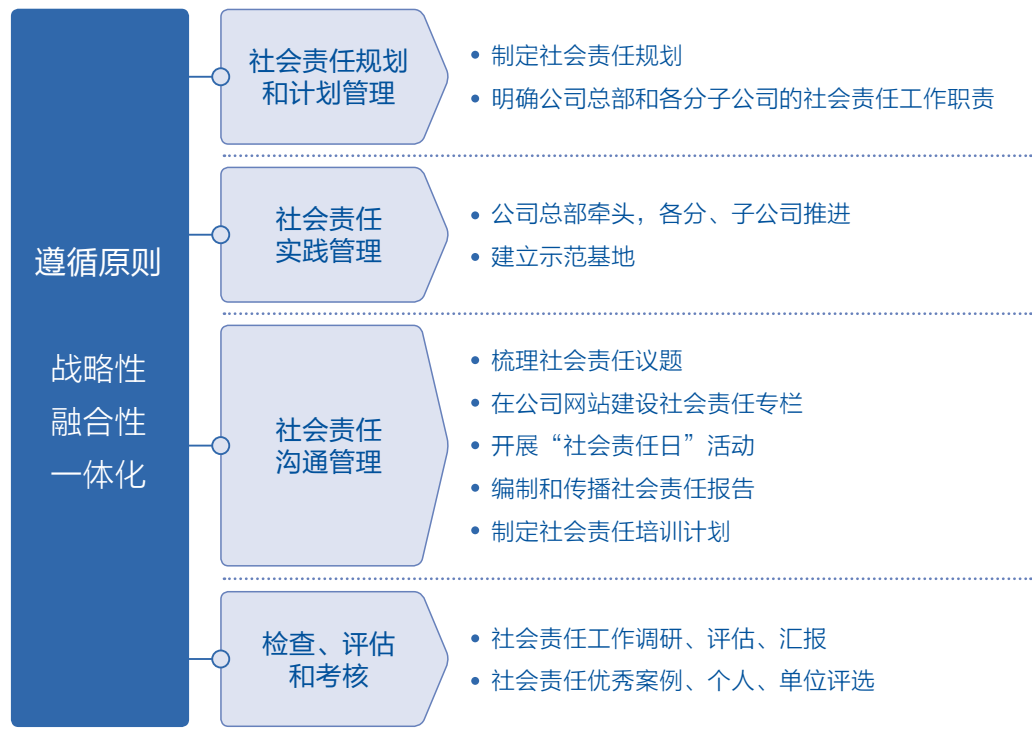 遵循原则
战略性
融合性
一体化
社会责任规划
和计划管理
制定社会责任规划
明确公司总部和各分子公司的社会责任工作职责
社会责任
实践管理
公司总部牵头，各分、子公司推进
建立示范基地
社会责任
沟通管理
梳理社会责任议题
在公司网站建设社会责任专栏
开展“社会责任日”活动
编制和传播社会责任报告
制定社会责任培训计划
检查、评估
和考核
社会责任工作调研、评估、汇报
社会责任优秀案例、个人、单位评选